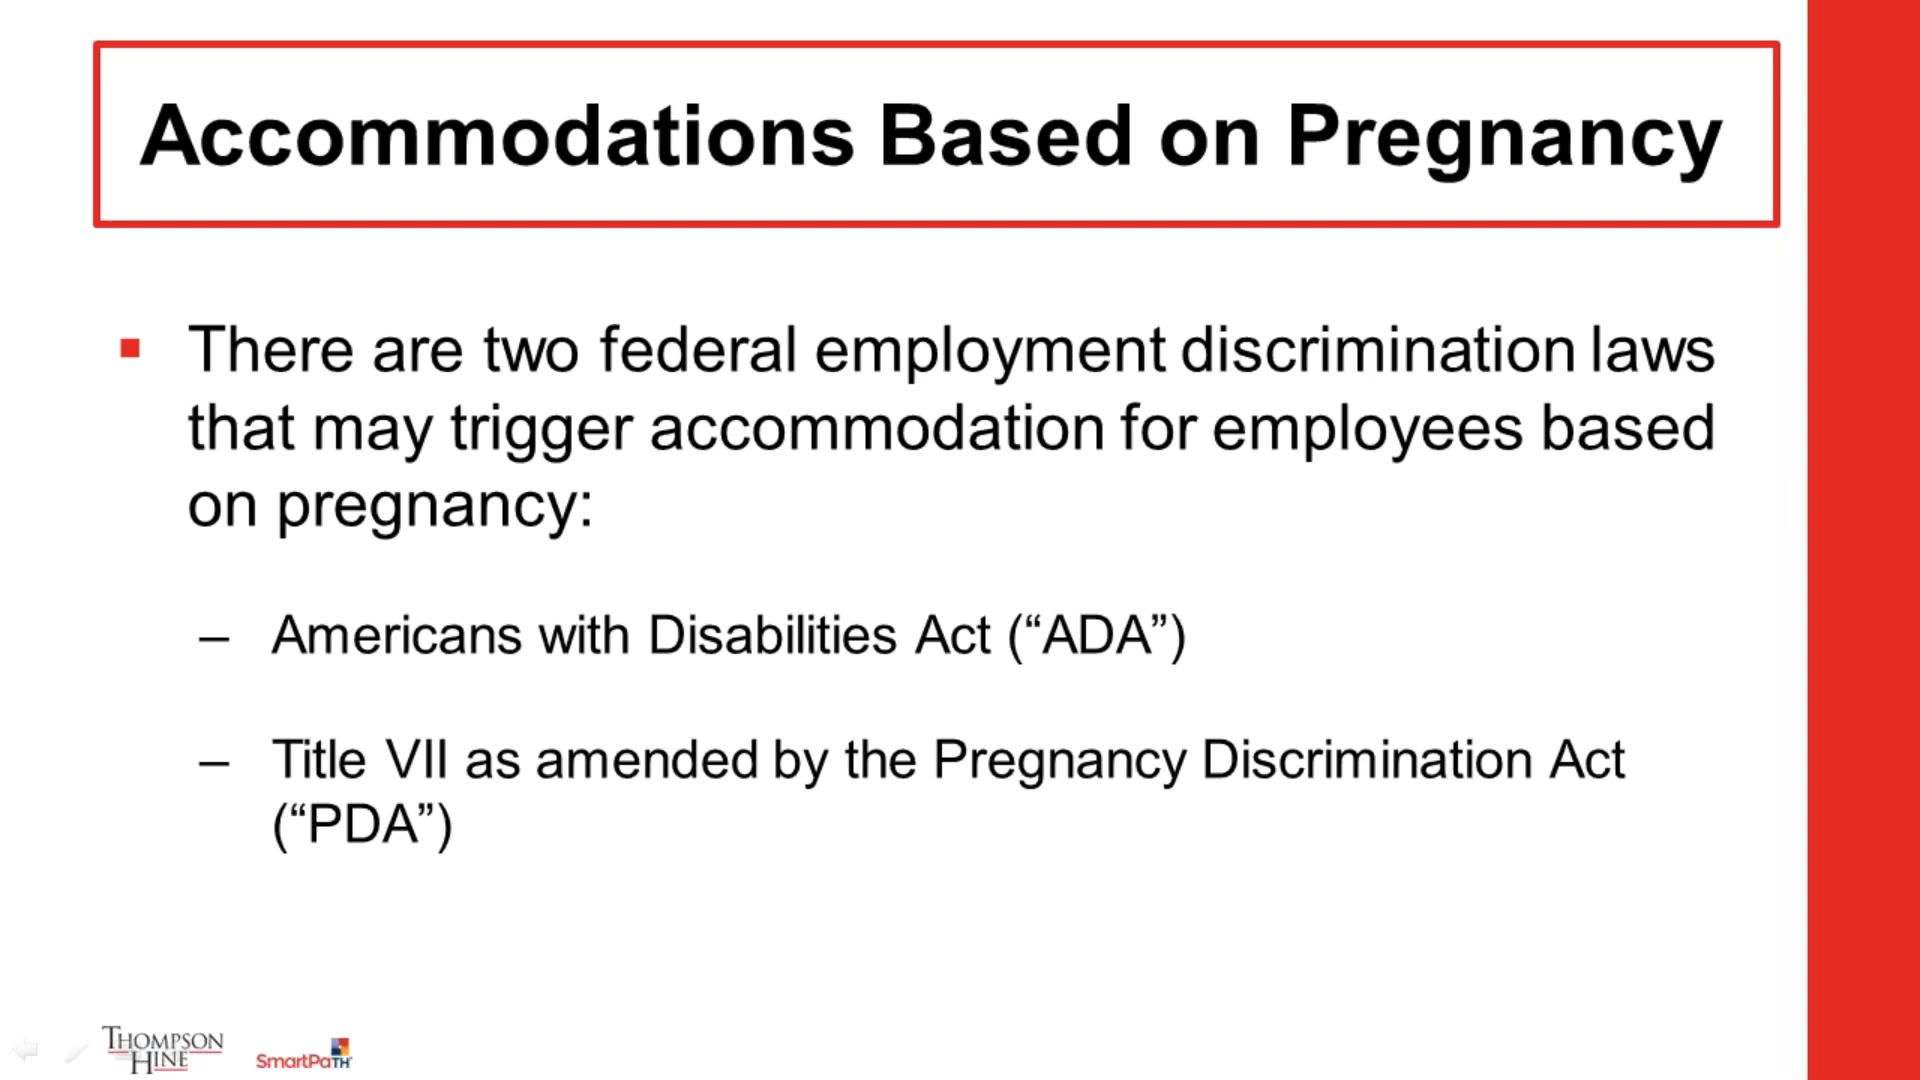 Accommodations Based on Pregnancy
▪ There are two federal employment discrimination laws
that may trigger accommodation for employees based
on pregnancy:
– Americans with Disabilities Act (“ADA”)
– Title VII as amended by the Pregnancy Discrimination Act
(“PDA”)
THOMPSON
HINE
SmartPaTH